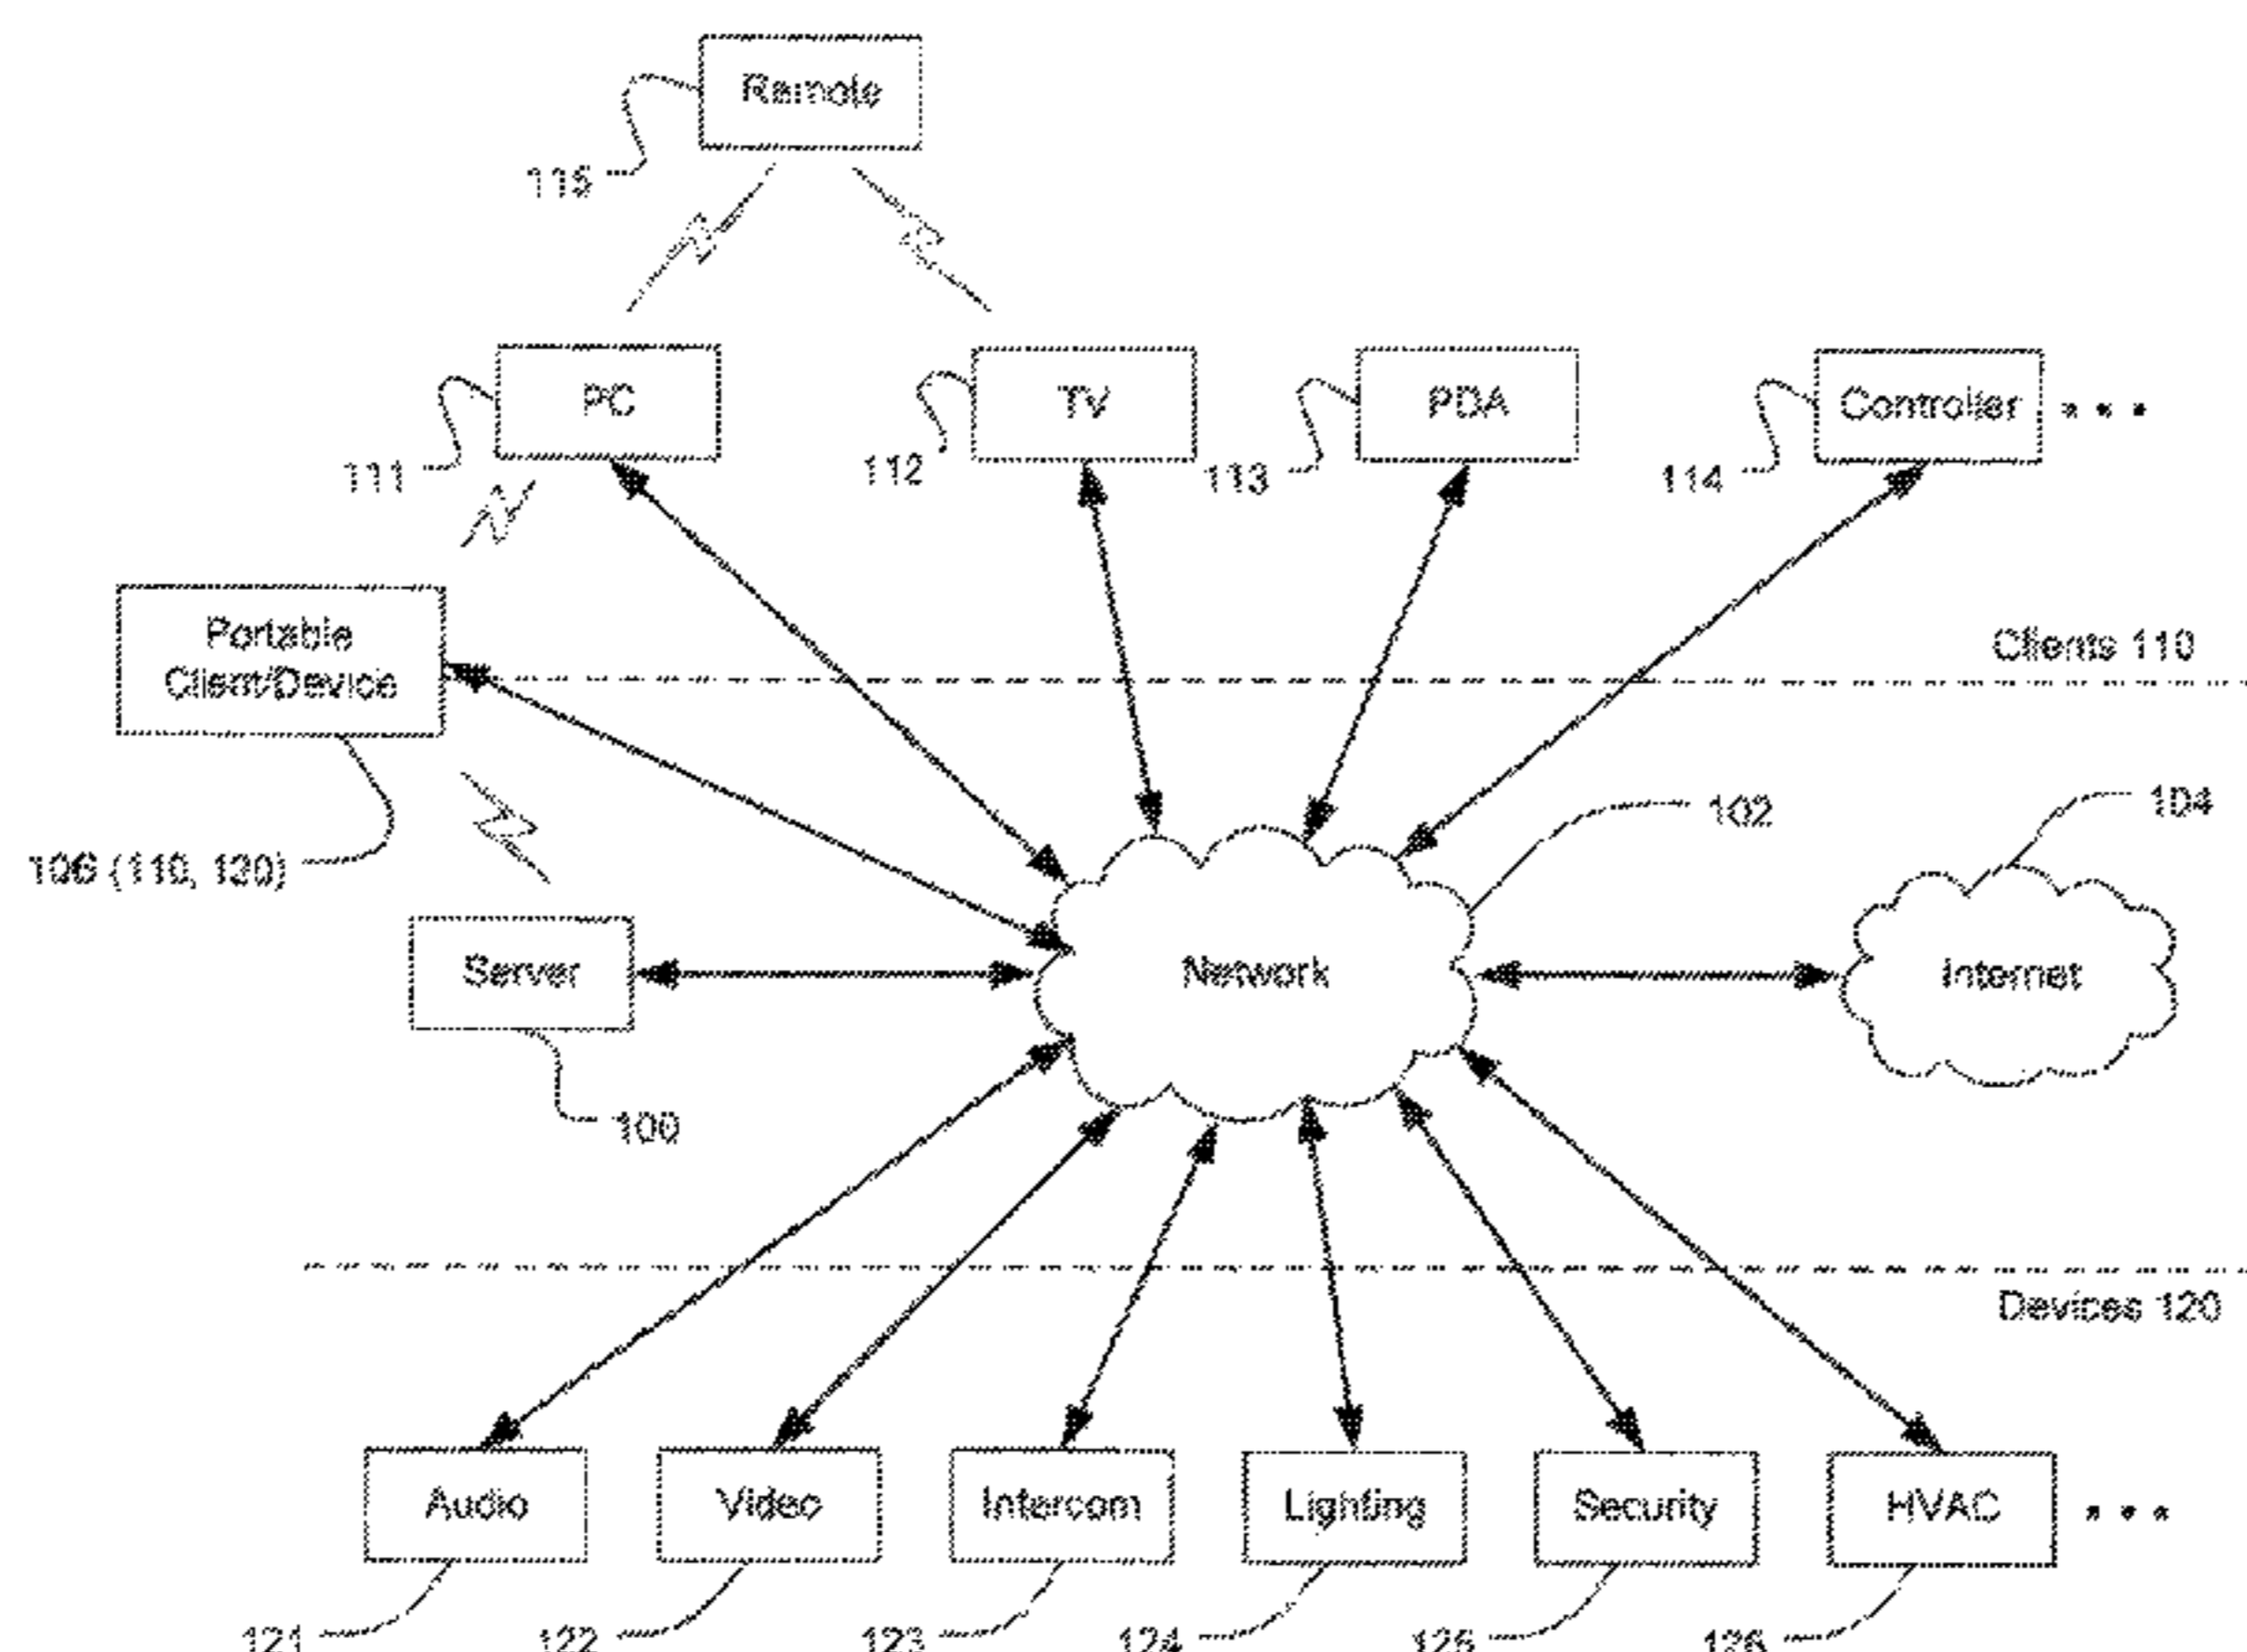 Remote
115
PC
TV
PDA
Controller
111
112
113
114
Portable
Client/Device
Clients 110
102
104
106 (110, 120)
Server
Network
Internet
100
Devices 120
Audio
Video
Intercom
Lighting
Security
HVAC
121
122
123
124
125
126